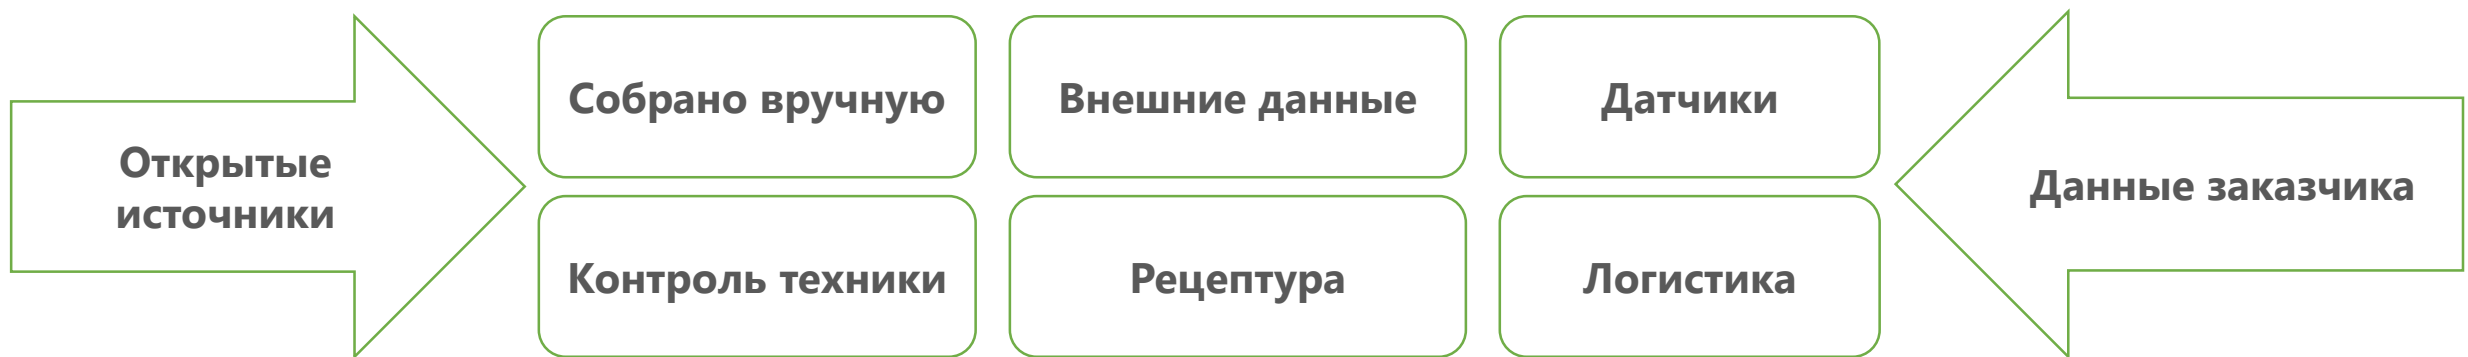 Открытые
источники
Собрано вручную
Внешние данные
Датчики
Контроль техники
Рецептура
Логистика
Данные заказчика